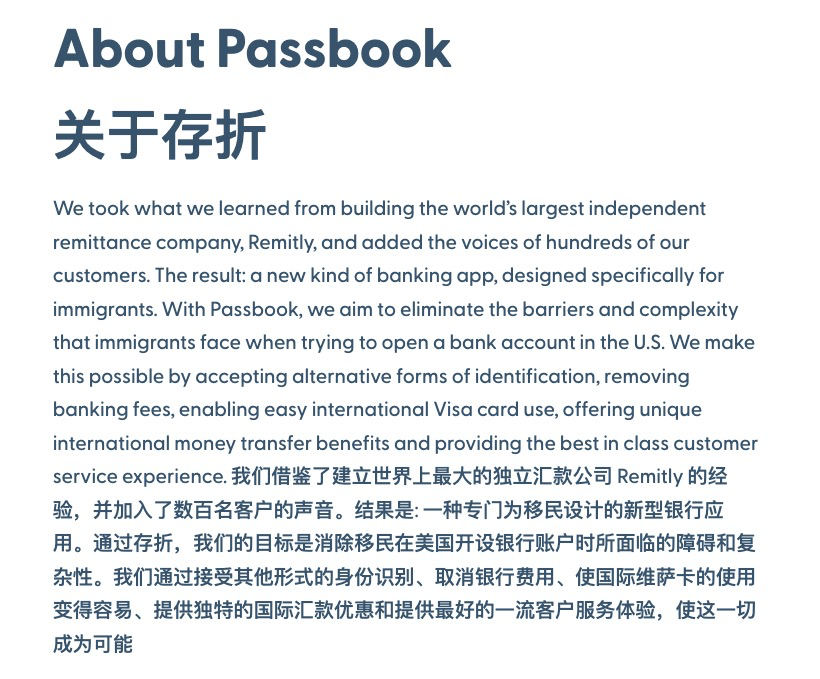 About Passbook
关于存折
We took what we learned from building the world’s largest independent
remittance company, Remitly, and added the voices of hundreds of our
customers. The result: a new kind of banking app, designed specifically for
immigrants. With Passbook, we aim to eliminate the barriers and complexity
that immigrants face when trying to open a bank account in the U.S. We make
this possible by accepting alternative forms of identification, removing
banking fees, enabling easy international Visa card use, offering unique
international money transfer benefits and providing the best in class customer
service experience. 我们借鉴了建立世界上最大的独立汇款公司 Remitly 的经
验，并加入了数百名客户的声音。结果是: 一种专门为移民设计的新型银行应
用。通过存折，我们的目标是消除移民在美国开设银行账户时所面临的障碍和复
杂性。我们通过接受其他形式的身份识别、取消银行费用、使国际维萨卡的使用
变得容易、提供独特的国际汇款优惠和提供最好的一流客户服务体验，使这一切
成为可能